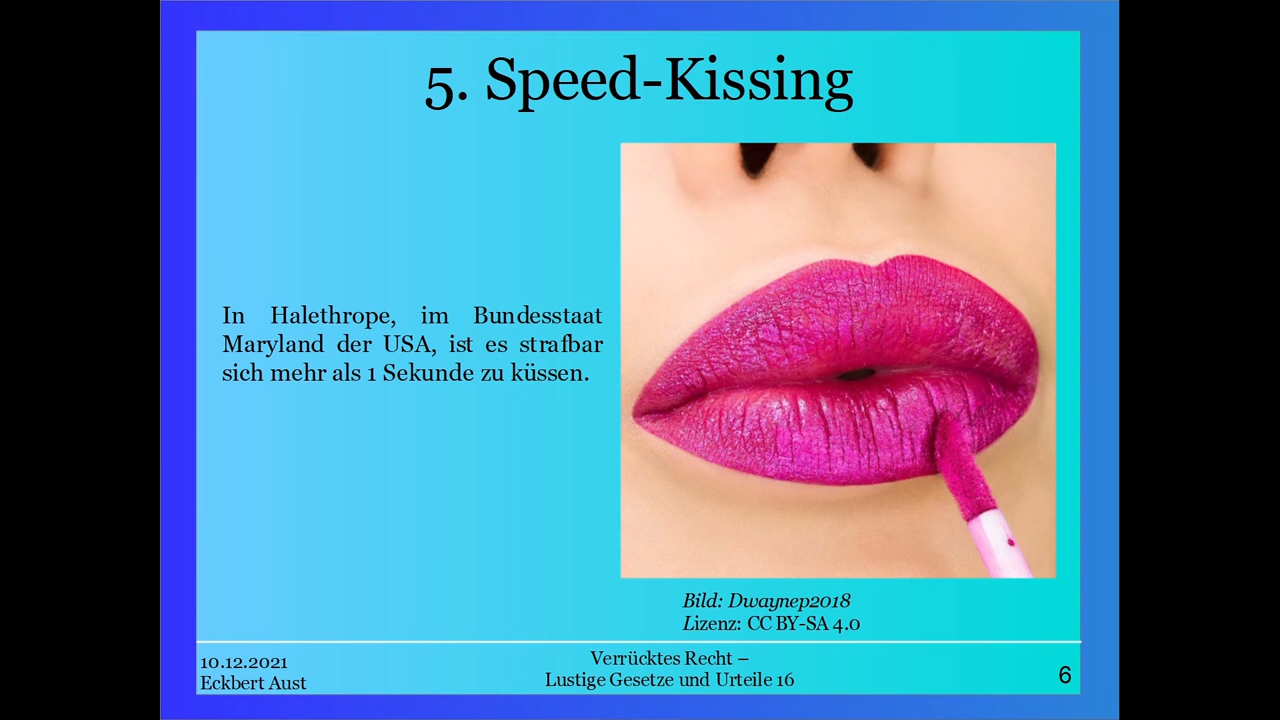 5. Speed-Kissing
In Halethrope, im Bundesstaat
Maryland der USA, ist es strafbar
sich mehr als 1 Sekunde zu küssen.
Bild: Dwaynep2018
Lizenz: CC BY-SA 4.0
10.12.2021
Eckbert Aust
Verrücktes Recht –
Lustige Gesetze und Urteile 16
6